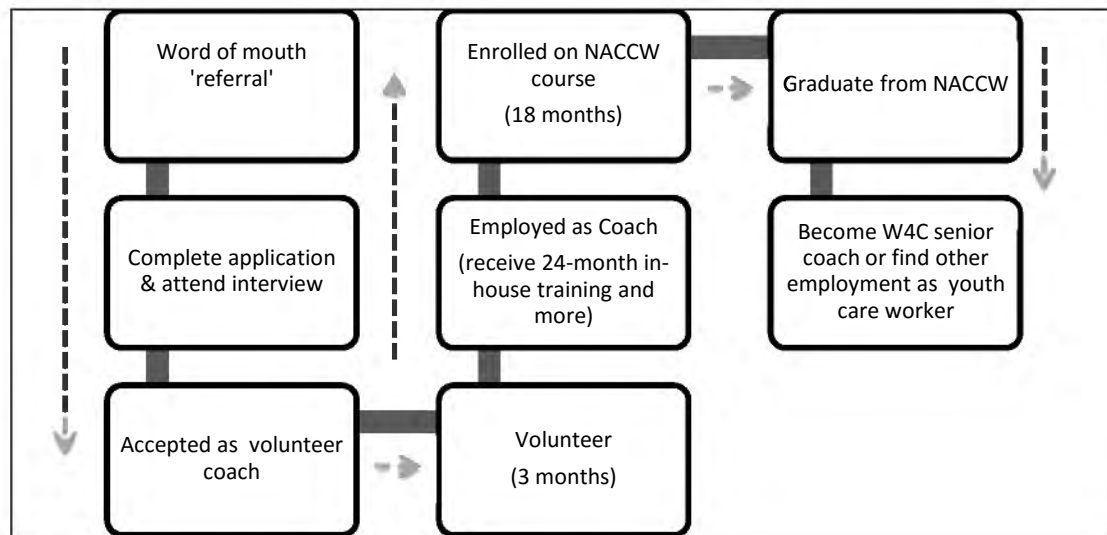 Word of mouth
'referral'
Complete application
& attend interview
Accepted as volunteer
coach
Volunteer
(3 months)
Employed as Coach
(receive 24-month in-
house training and
more)
Enrolled on NACCW
course
(18 months)
Graduate from NACCW
Become W4C senior
coach or find other
employment as youth
care worker